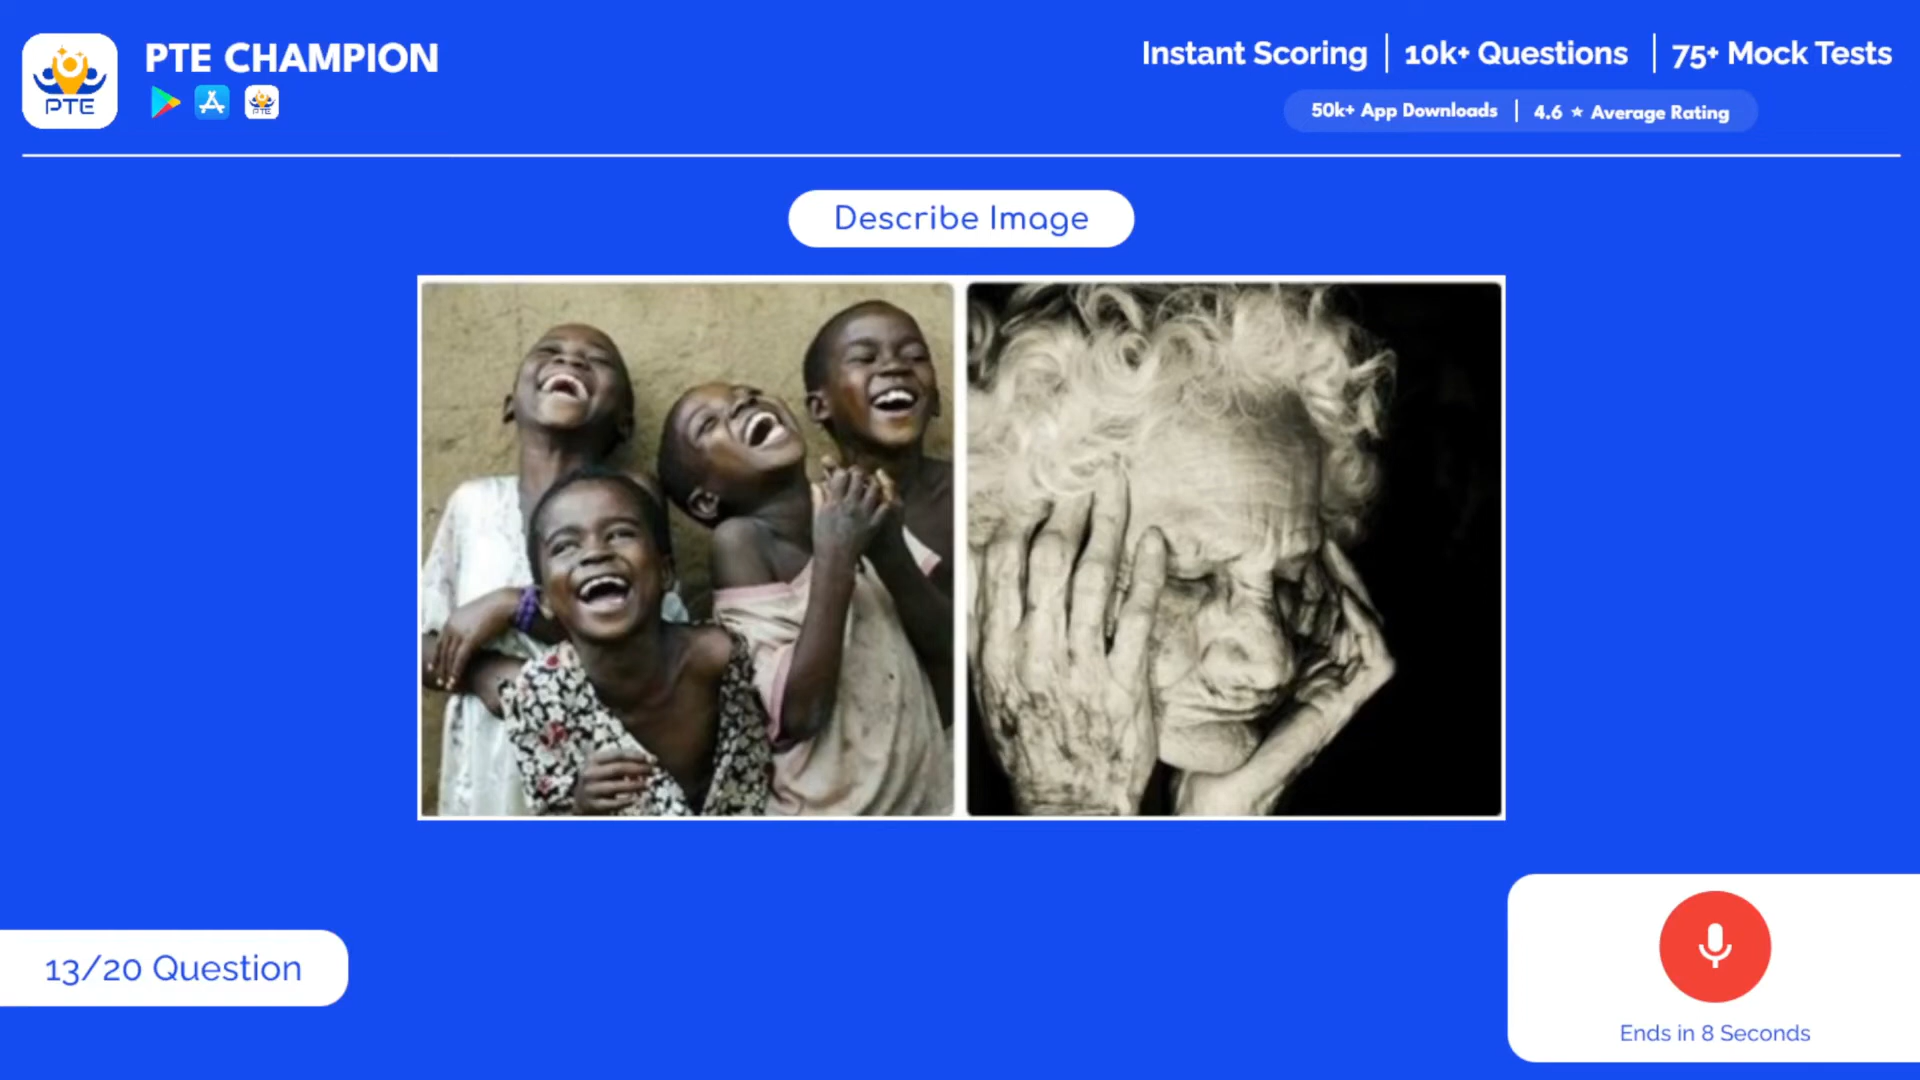 PTE CHAMPION
PTE
PTE
Instant Scoring | 10k+ Questions | 75+ Mock Tests
50k+ App Downloads | 4.6 ★ Average Rating
Describe Image
13/20 Question
Ends in 8 Seconds